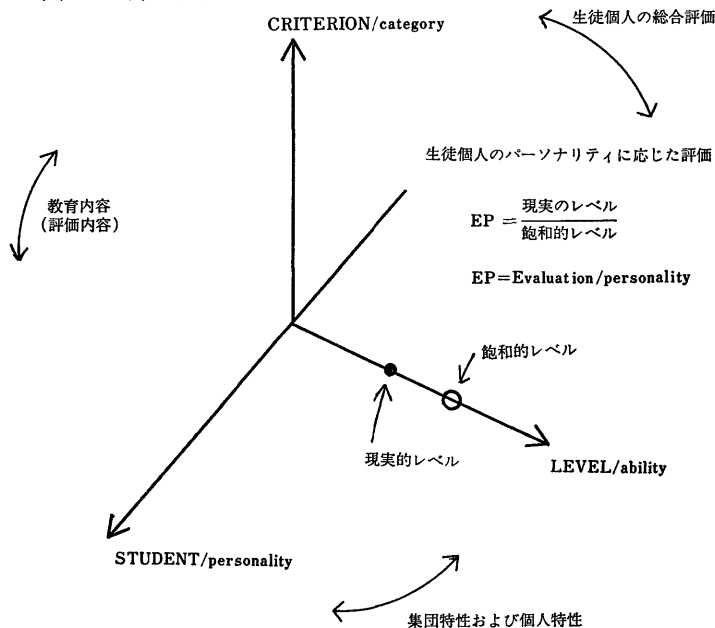 CRITERION/category
生徒個人の総合評価
生徒個人のパーソナリティに応じた評価
教育内容
(評価内容)
EP = 現実のレベル
飽和的レベル
EP=Evaluation/personality
飽和的レベル
現実的レベル
LEVEL/ability
STUDENT/personality
集団特性および個人特性